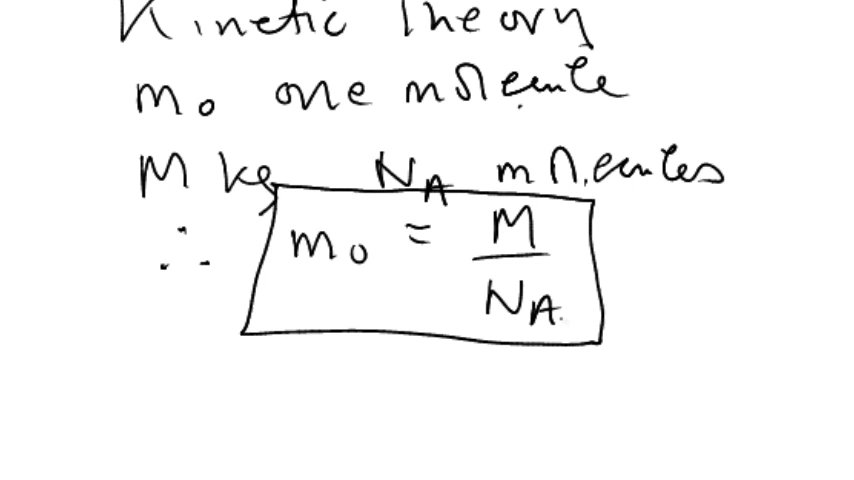 Kinetic Theory
m₀ one molecule
M kg N_A molecules
∴ m₀ = M / N_A.